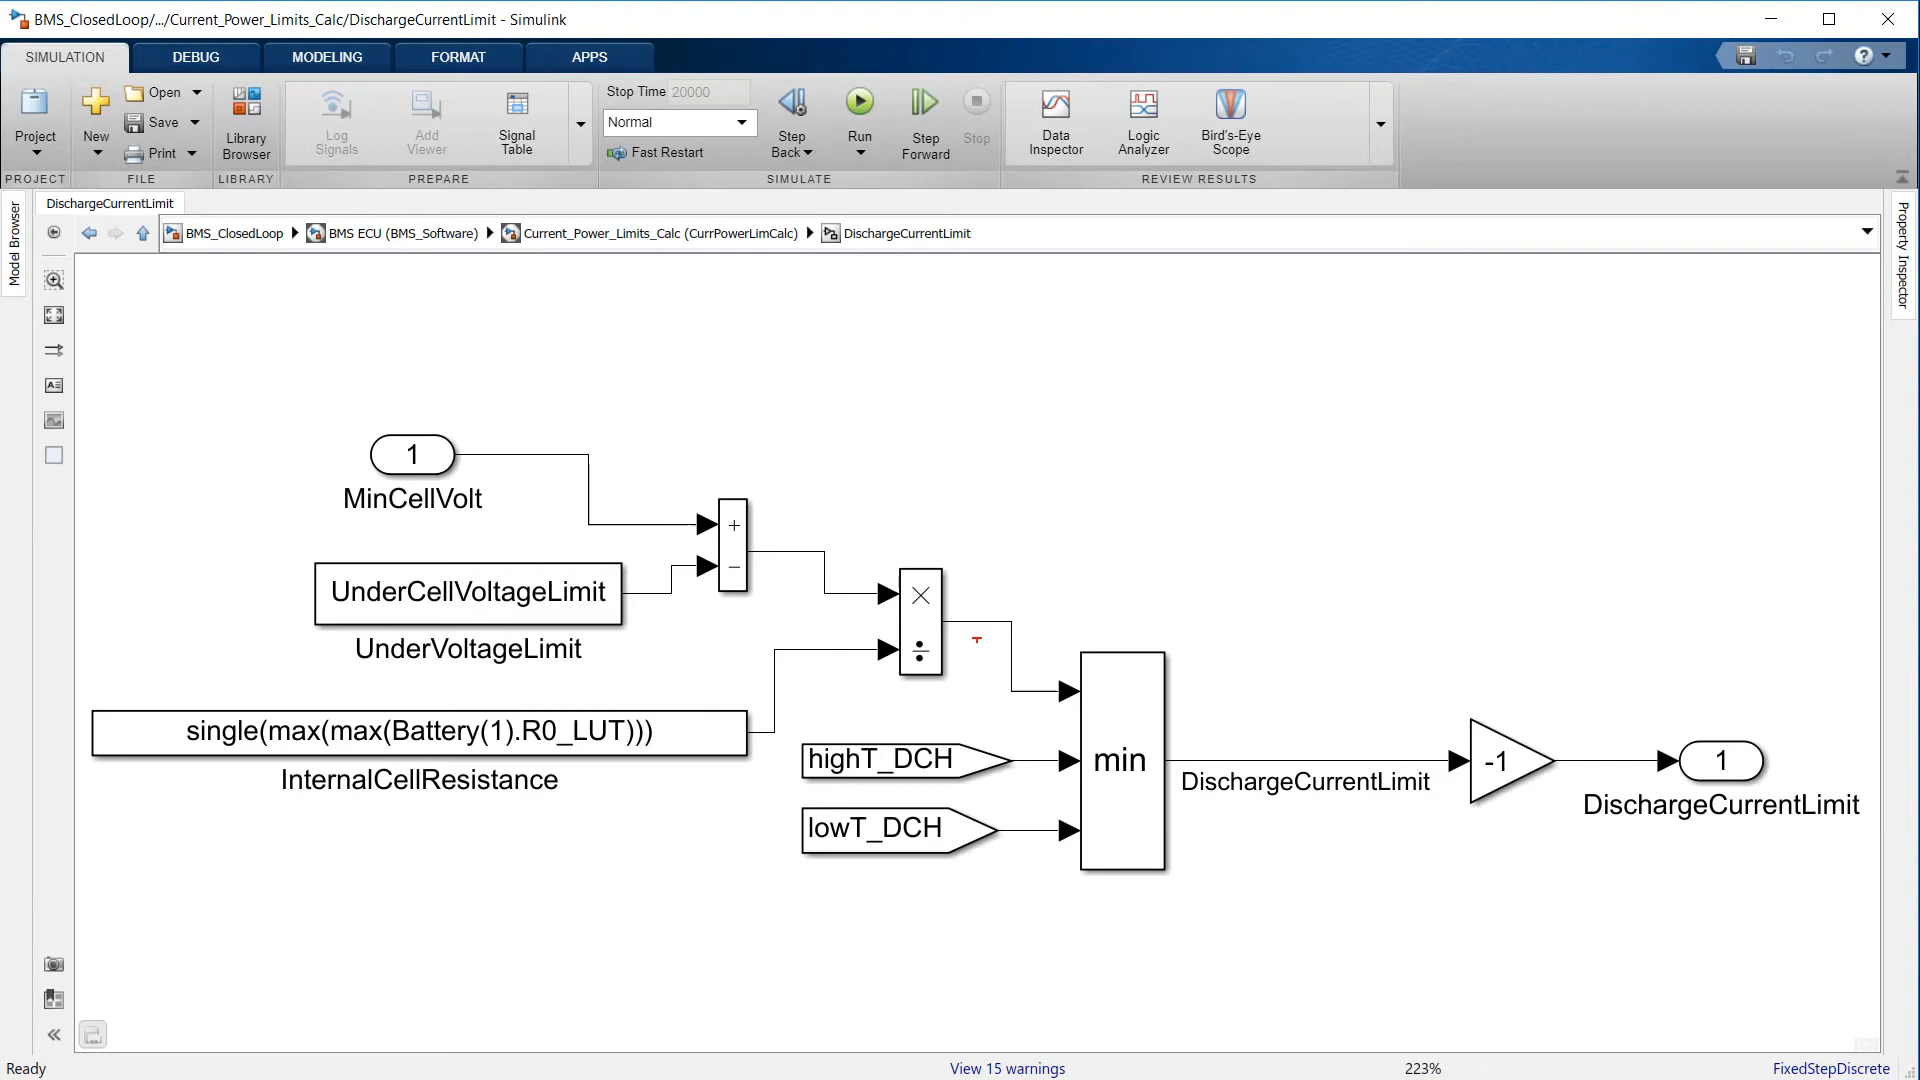 BMS_ClosedLoop/.../Current_Power_Limits_Calc/DischargeCurrentLimit - Simulink
SIMULATION DEBUG MODELING FORMAT APPS
Project
New
Open
Save
Print
Library
Browser
Log
Signals
Add
Viewer
Signal
Table
Stop Time 20000
Normal
Fast Restart
Step
Back
Run
Step
Forward
Stop
Data
Inspector
Logic
Analyzer
Bird's-Eye
Scope
PROJECT FILE LIBRARY PREPARE SIMULATE REVIEW RESULTS
Model Browser
Property Inspector
DischargeCurrentLimit
BMS_ClosedLoop BMS ECU (BMS_Software) Current_Power_Limits_Calc (CurrPowerLimCalc) DischargeCurrentLimit
1
MinCellVolt
+
−
UnderCellVoltageLimit
UnderVoltageLimit
×
÷
single(max(max(Battery(1).R0_LUT)))
InternalCellResistance
highT_DCH
lowT_DCH
min
DischargeCurrentLimit
-1
1
DischargeCurrentLimit
Ready View 15 warnings 223% FixedStepDiscrete